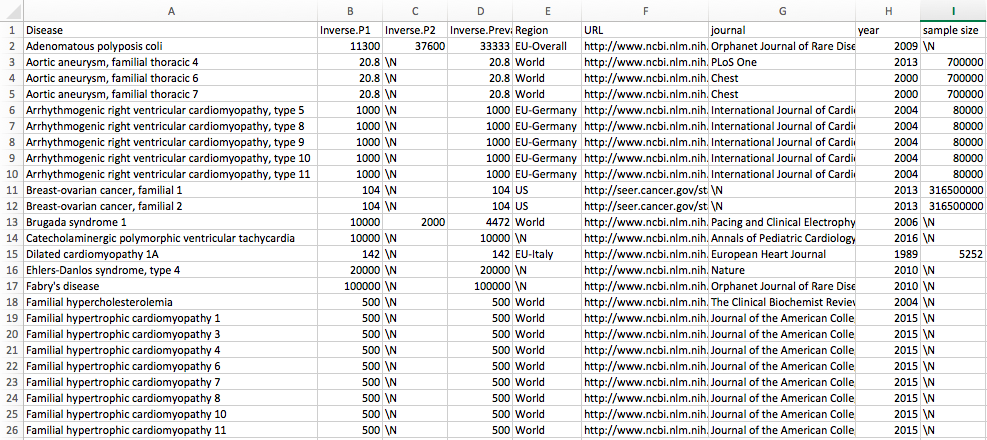 A B C D E F G H I
1 Disease Inverse.P1 Inverse.P2 Inverse.Preva Region URL journal year sample size
2 Adenomatous polyposis coli 11300 37600 33333 EU-Overall http://www.ncbi.nlm.nih. Orphanet Journal of Rare Dise 2009 \N
3 Aortic aneurysm, familial thoracic 4 20.8 \N 20.8 World http://www.ncbi.nlm.nih. PLoS One 2013 700000
4 Aortic aneurysm, familial thoracic 6 20.8 \N 20.8 World http://www.ncbi.nlm.nih. Chest 2000 700000
5 Aortic aneurysm, familial thoracic 7 20.8 \N 20.8 World http://www.ncbi.nlm.nih. Chest 2000 700000
6 Arrhythmogenic right ventricular cardiomyopathy, type 5 1000 \N 1000 EU-Germany http://www.ncbi.nlm.nih. International Journal of Cardi 2004 80000
7 Arrhythmogenic right ventricular cardiomyopathy, type 8 1000 \N 1000 EU-Germany http://www.ncbi.nlm.nih. International Journal of Cardi 2004 80000
8 Arrhythmogenic right ventricular cardiomyopathy, type 9 1000 \N 1000 EU-Germany http://www.ncbi.nlm.nih. International Journal of Cardi 2004 80000
9 Arrhythmogenic right ventricular cardiomyopathy, type 10 1000 \N 1000 EU-Germany http://www.ncbi.nlm.nih. International Journal of Cardi 2004 80000
10 Arrhythmogenic right ventricular cardiomyopathy, type 11 1000 \N 1000 EU-Germany http://www.ncbi.nlm.nih. International Journal of Cardi 2004 80000
11 Breast-ovarian cancer, familial 1 104 \N 104 US http://seer.cancer.gov/st \N 2013 316500000
12 Breast-ovarian cancer, familial 2 104 \N 104 US http://seer.cancer.gov/st \N 2013 316500000
13 Brugada syndrome 1 10000 2000 4472 World http://www.ncbi.nlm.nih. Pacing and Clinical Electrophy 2006 \N
14 Catecholaminergic polymorphic ventricular tachycardia 10000 \N 10000 \N http://www.ncbi.nlm.nih. Annals of Pediatric Cardiology 2016 \N
15 Dilated cardiomyopathy 1A 142 \N 142 EU-Italy http://www.ncbi.nlm.nih. European Heart Journal 1989 5252
16 Ehlers-Danlos syndrome, type 4 20000 \N 20000 \N http://www.ncbi.nlm.nih. Nature 2010 \N
17 Fabry's disease 100000 \N 100000 \N http://www.ncbi.nlm.nih. Orphanet Journal of Rare Dise 2010 \N
18 Familial hypercholesterolemia 500 \N 500 World http://www.ncbi.nlm.nih. The Clinical Biochemist Review 2004 \N
19 Familial hypertrophic cardiomyopathy 1 500 \N 500 World http://www.ncbi.nlm.nih. Journal of the American Colle 2015 \N
20 Familial hypertrophic cardiomyopathy 3 500 \N 500 World http://www.ncbi.nlm.nih. Journal of the American Colle 2015 \N
21 Familial hypertrophic cardiomyopathy 4 500 \N 500 World http://www.ncbi.nlm.nih. Journal of the American Colle 2015 \N
22 Familial hypertrophic cardiomyopathy 6 500 \N 500 World http://www.ncbi.nlm.nih. Journal of the American Colle 2015 \N
23 Familial hypertrophic cardiomyopathy 7 500 \N 500 World http://www.ncbi.nlm.nih. Journal of the American Colle 2015 \N
24 Familial hypertrophic cardiomyopathy 8 500 \N 500 World http://www.ncbi.nlm.nih. Journal of the American Colle 2015 \N
25 Familial hypertrophic cardiomyopathy 10 500 \N 500 World http://www.ncbi.nlm.nih. Journal of the American Colle 2015 \N
26 Familial hypertrophic cardiomyopathy 11 500 \N 500 World http://www.ncbi.nlm.nih. Journal of the American Colle 2015 \N